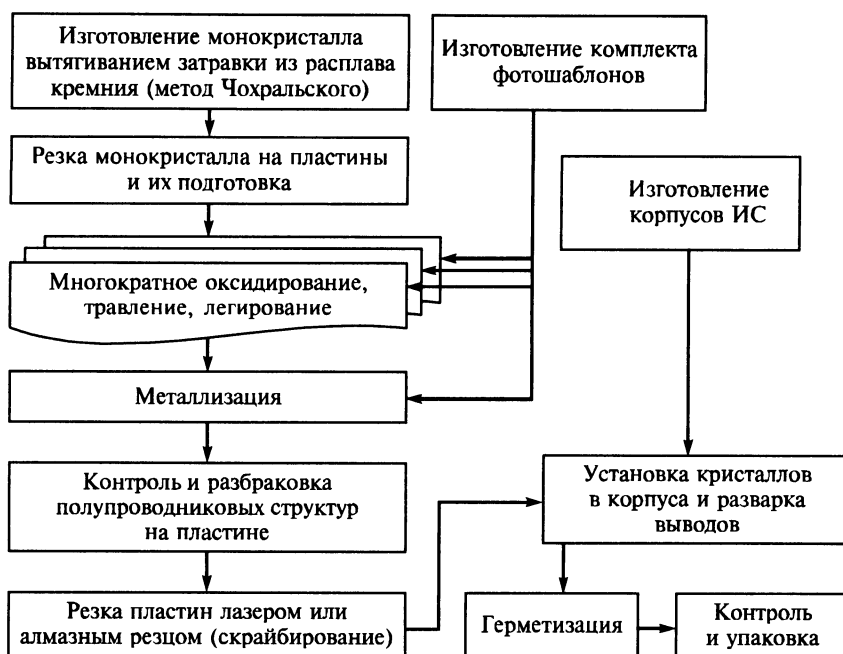 Изготовление монокристалла
вытягиванием затравки из расплава
кремния (метод Чохральского)
Изготовление комплекта
фотошаблонов
Резка монокристалла на пластины
и их подготовка
Изготовление
корпусов ИС
Многократное оксидирование,
травление, легирование
Металлизация
Контроль и разбраковка
полупроводниковых структур
на пластине
Установка кристаллов
в корпуса и разварка
выводов
Резка пластин лазером или
алмазным резцом (скрайбирование)
Герметизация
Контроль
и упаковка